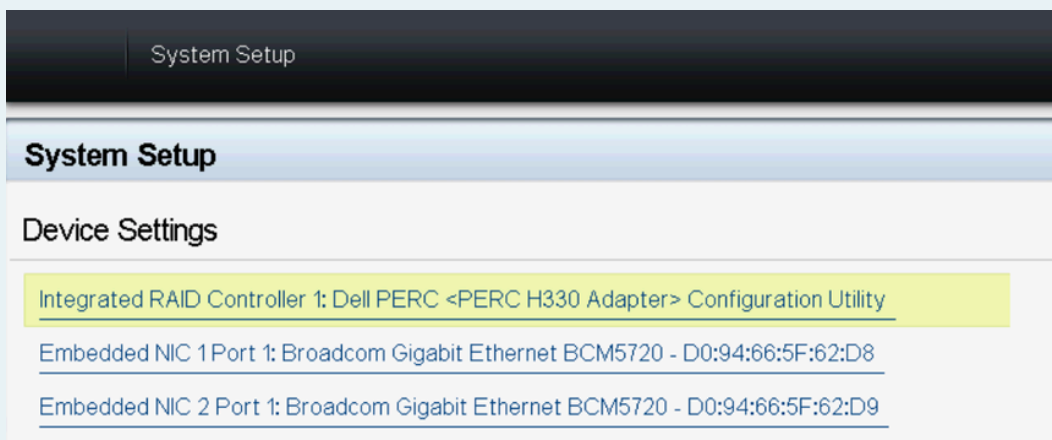 System Setup
System Setup
Device Settings
Integrated RAID Controller 1: Dell PERC <PERC H330 Adapter> Configuration Utility
Embedded NIC 1 Port 1: Broadcom Gigabit Ethernet BCM5720 - D0:94:66:5F:62:D8
Embedded NIC 2 Port 1: Broadcom Gigabit Ethernet BCM5720 - D0:94:66:5F:62:D9